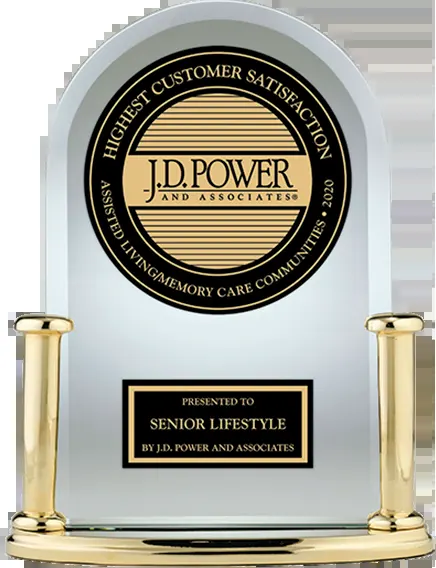 HIGHEST CUSTOMER SATISFACTION
J.D. POWER
AND ASSOCIATES®
ASSISTED LIVING/MEMORY CARE COMMUNITIES • 2020
PRESENTED TO
SENIOR LIFESTYLE
BY J.D. POWER AND ASSOCIATES